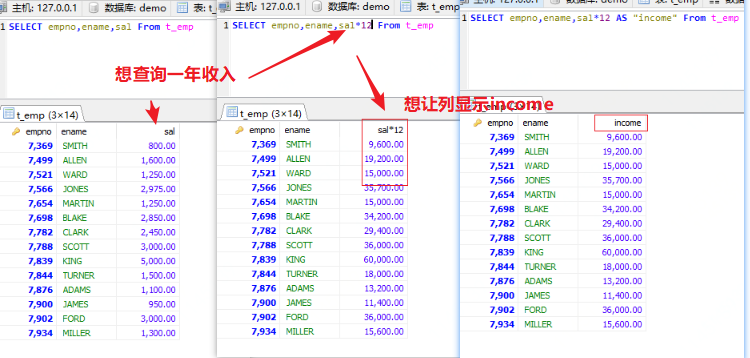 主机: 127.0.0.1 数据库: demo 表: t_e
1 SELECT empno,ename,sal From t_emp
t_emp (3×14)
empno ename sal
7,369 SMITH 800.00
7,499 ALLEN 1,600.00
7,521 WARD 1,250.00
7,566 JONES 2,975.00
7,654 MARTIN 1,250.00
7,698 BLAKE 2,850.00
7,782 CLARK 2,450.00
7,788 SCOTT 3,000.00
7,839 KING 5,000.00
7,844 TURNER 1,500.00
7,876 ADAMS 1,100.00
7,900 JAMES 950.00
7,902 FORD 3,000.00
7,934 MILLER 1,300.00
主机: 127.0.0.1 数据库: demo 表: t_emp
1 SELECT empno,ename,sal*12 From t_emp
想查询一年收入
想让列显示income
t_emp (3×14)
empno ename sal*12
7,369 SMITH 9,600.00
7,499 ALLEN 19,200.00
7,521 WARD 15,000.00
7,566 JONES 35,700.00
7,654 MARTIN 15,000.00
7,698 BLAKE 34,200.00
7,782 CLARK 29,400.00
7,788 SCOTT 36,000.00
7,839 KING 60,000.00
7,844 TURNER 18,000.00
7,876 ADAMS 13,200.00
7,900 JAMES 11,400.00
7,902 FORD 36,000.00
7,934 MILLER 15,600.00
主机: 127.0.0.1 数据库: demo 表: t_emp
1 SELECT empno,ename,sal*12 AS "income" From t_emp
t_emp (3×14)
empno ename income
7,369 SMITH 9,600.00
7,499 ALLEN 19,200.00
7,521 WARD 15,000.00
7,566 JONES 35,700.00
7,654 MARTIN 15,000.00
7,698 BLAKE 34,200.00
7,782 CLARK 29,400.00
7,788 SCOTT 36,000.00
7,839 KING 60,000.00
7,844 TURNER 18,000.00
7,876 ADAMS 13,200.00
7,900 JAMES 11,400.00
7,902 FORD 36,000.00
7,934 MILLER 15,600.00